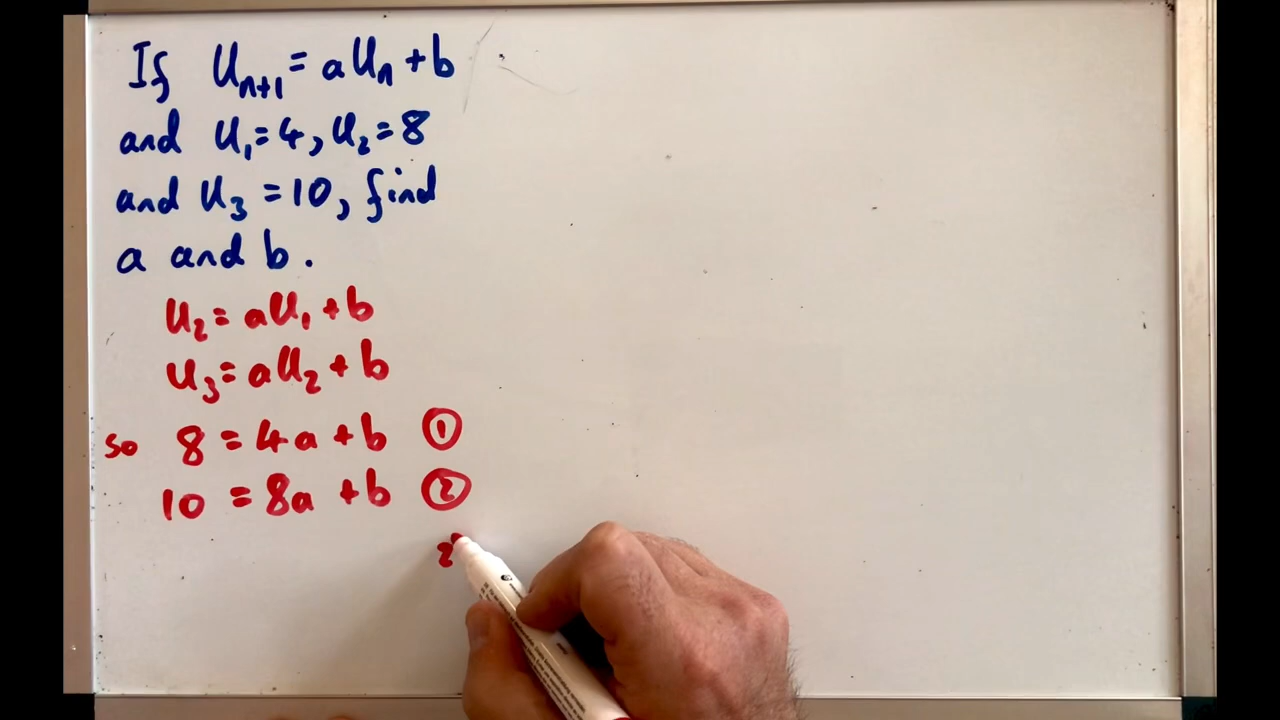 If Uₙ₊₁ = aUₙ + b
and U₁ = 4, U₂ = 8
and U₃ = 10, find
a and b.
U₂ = aU₁ + b
U₃ = aU₂ + b
so 8 = 4a + b ①
10 = 8a + b ②
2